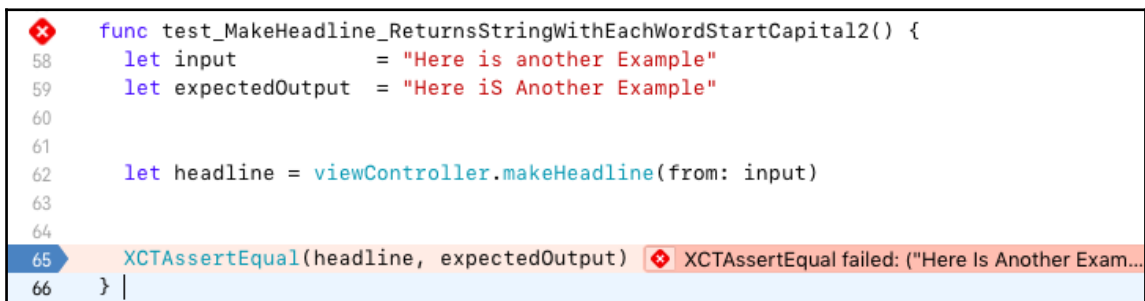 func test_MakeHeadline_ReturnsStringWithEachWordStartCapital2() {
58 let input = "Here is another Example"
59 let expectedOutput = "Here iS Another Example"
60
61
62 let headline = viewController.makeHeadline(from: input)
63
64
65 XCTAssertEqual(headline, expectedOutput) XCTAssertEqual failed: ("Here Is Another Exam...
66 }